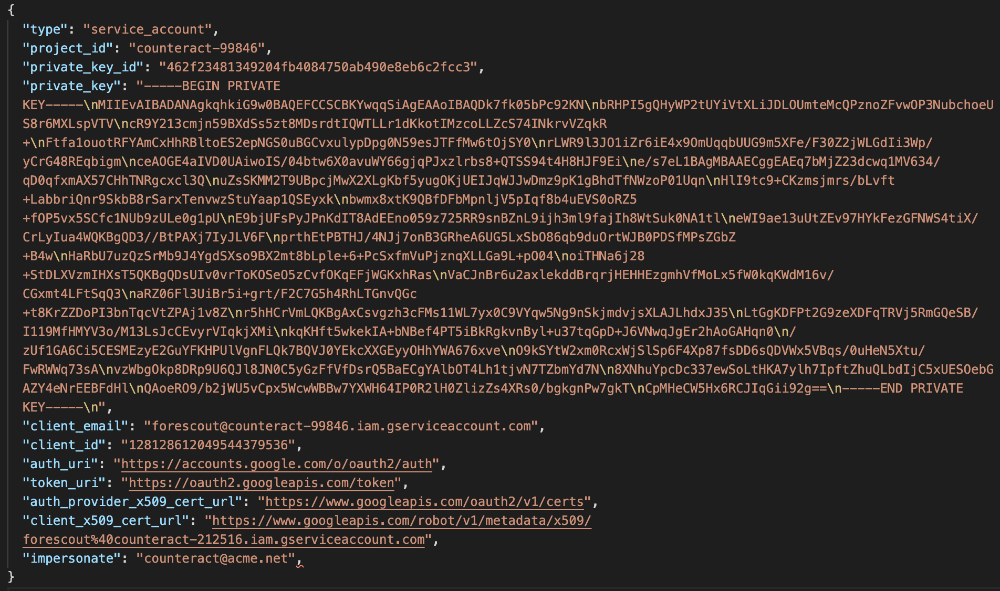 {
"type": "service_account",
"project_id": "counteract-99846",
"private_key_id": "462f23481349204fb4084750ab490e8eb6c2fcc3",
"private_key": "-----BEGIN PRIVATE
KEY-----\nMIIEvAIBADANAgkqhkiG9w0BAQEFCCSCBKYwqqSiAgEAAoIBAQDk7fk05bPc92KN\nbRHPI5gQHyWP2tUYiVtXLiJDLOUmteMcQPznoZFvwOP3NubchoeU
S8r6MXLspVTV\ncR9Y213cmjn59BXdSs5zt8MDsrdtIQWTLLr1dKkotIMzcoLLZcS74INkrvVZqkR
+\nFtfa1ouotRFYAmCxHhRBltoES2epNGS0uBGCvxulypDpg0N59esJTFfMw6tOjSY0\nrLWR9l3JO1iZr6iE4x9OmUqqbUUG9m5XFe/F30Z2jWLGdIi3Wp/
yCrG48REqbigm\nceAOGE4aIVD0UAiwoIS/04btw6X0avuWY66gjqPJxzlrbs8+QTSS94t4H8HJF9Ei\ne/s7eL1BAgMBAAECggEAEq7bMjZ23dcwq1MV634/
qD0qfxmAX57CHhTNRgcxcl3Q\nuZsSKMM2T9UBpcjMwX2XLgKbf5yugOKjUEIJqWJJwDmz9pK1gBhdTfNWzoP01Uqn\nHlI9tc9+CKzmsjmrs/bLvft
+LabbriQnr9SkbB8rSarxTenvwzStuYaap1QSEyxk\nbwmx8xtK9QBfDFbMpnljV5pIqf8b4uEVS0oRZ5
+fOP5vx5SCfc1NUb9zULe0g1pU\nE9bjUFsPyJPnKdIT8AdEEno059z725RR9snBZnL9ijh3ml9fajIh8WtSuk0NA1tl\neWI9ae13uUtZEv97HYkFezGFNWS4tiX/
CrLyIua4WQKBgQD3//BtPAXj7IyJLV6F\nprthEtPBTHJ/4NJj7onB3GRheA6UG5LxSbO86qb9duOrtWJB0PDSfMPsZGbZ
+B4w\nHaRbU7uzQzSrMb9J4YgdSXso9BX2mt8bLple+6+PcSxfmVuPjznqXLLGa9L+pO04\noiTHNa6j28
+StDLXVzmIHXsT5QKBgQDsUIv0vrToKOSeO5zCvfOKqEFjWGKxhRas\nVaCJnBr6u2axlekddBrqrjHEHHEzgmhVfMoLx5fW0kqKWdM16v/
CGxmt4LFtSqQ3\naRZ06Fl3UiBr5i+grt/F2C7G5h4RhLTGnvQGc
+t8KrZZDoPI3bnTqcVtZPAj1v8Z\nr5hHCrVmLQKBgAxCsvgzh3cFMs11WL7yx0C9VYqw5Ng9nSkjmdvjsXLAJLhdxJ35\nLtGgKDFPt2G9zeXDFqTRVj5RmGQeSB/
I119MfHMYV3o/M13LsJcCEvyrVIqkjXMi\nkqKHft5wkekIA+bNBef4PT5iBkRgkvnByl+u37tqGpD+J6VNwqJgEr2hAoGAHqn0\n/
zUf1GA6Ci5CESMEzyE2GuYFKHPUlVgnFLQk7BQVJ0YEkcXXGEyyOHhYWA676xve\nO9kSYtW2xm0RcxWjSlSp6F4Xp87fsDD6sQDVWx5VBqs/0uHeN5Xtu/
FwRWWq73sA\nvzWbgOkp8DRp9U6QJl8JN0C5yGzFfVfDsrQ5BaECgYAlbOT4Lh1tjvN7TZbmYd7N\n8XNhuYpcDc337ewSoLtHKA7ylh7IpftZhuQLbdIjC5xUESOebG
AZY4eNrEEBFdHl\nQAoeRO9/b2jWU5vCpx5WcwWBBw7YXWH64IP0R2lH0ZlizZs4XRs0/bgkgnPw7gkT\nCpMHeCW5Hx6RCJIqGii92g==\n-----END PRIVATE
KEY-----\n",
"client_email": "forescout@counteract-99846.iam.gserviceaccount.com",
"client_id": "128128612049544379536",
"auth_uri": "https://accounts.google.com/o/oauth2/auth",
"token_uri": "https://oauth2.googleapis.com/token",
"auth_provider_x509_cert_url": "https://www.googleapis.com/oauth2/v1/certs",
"client_x509_cert_url": "https://www.googleapis.com/robot/v1/metadata/x509/
forescout%40counteract-212516.iam.gserviceaccount.com",
"impersonate": "counteract@acme.net",
}